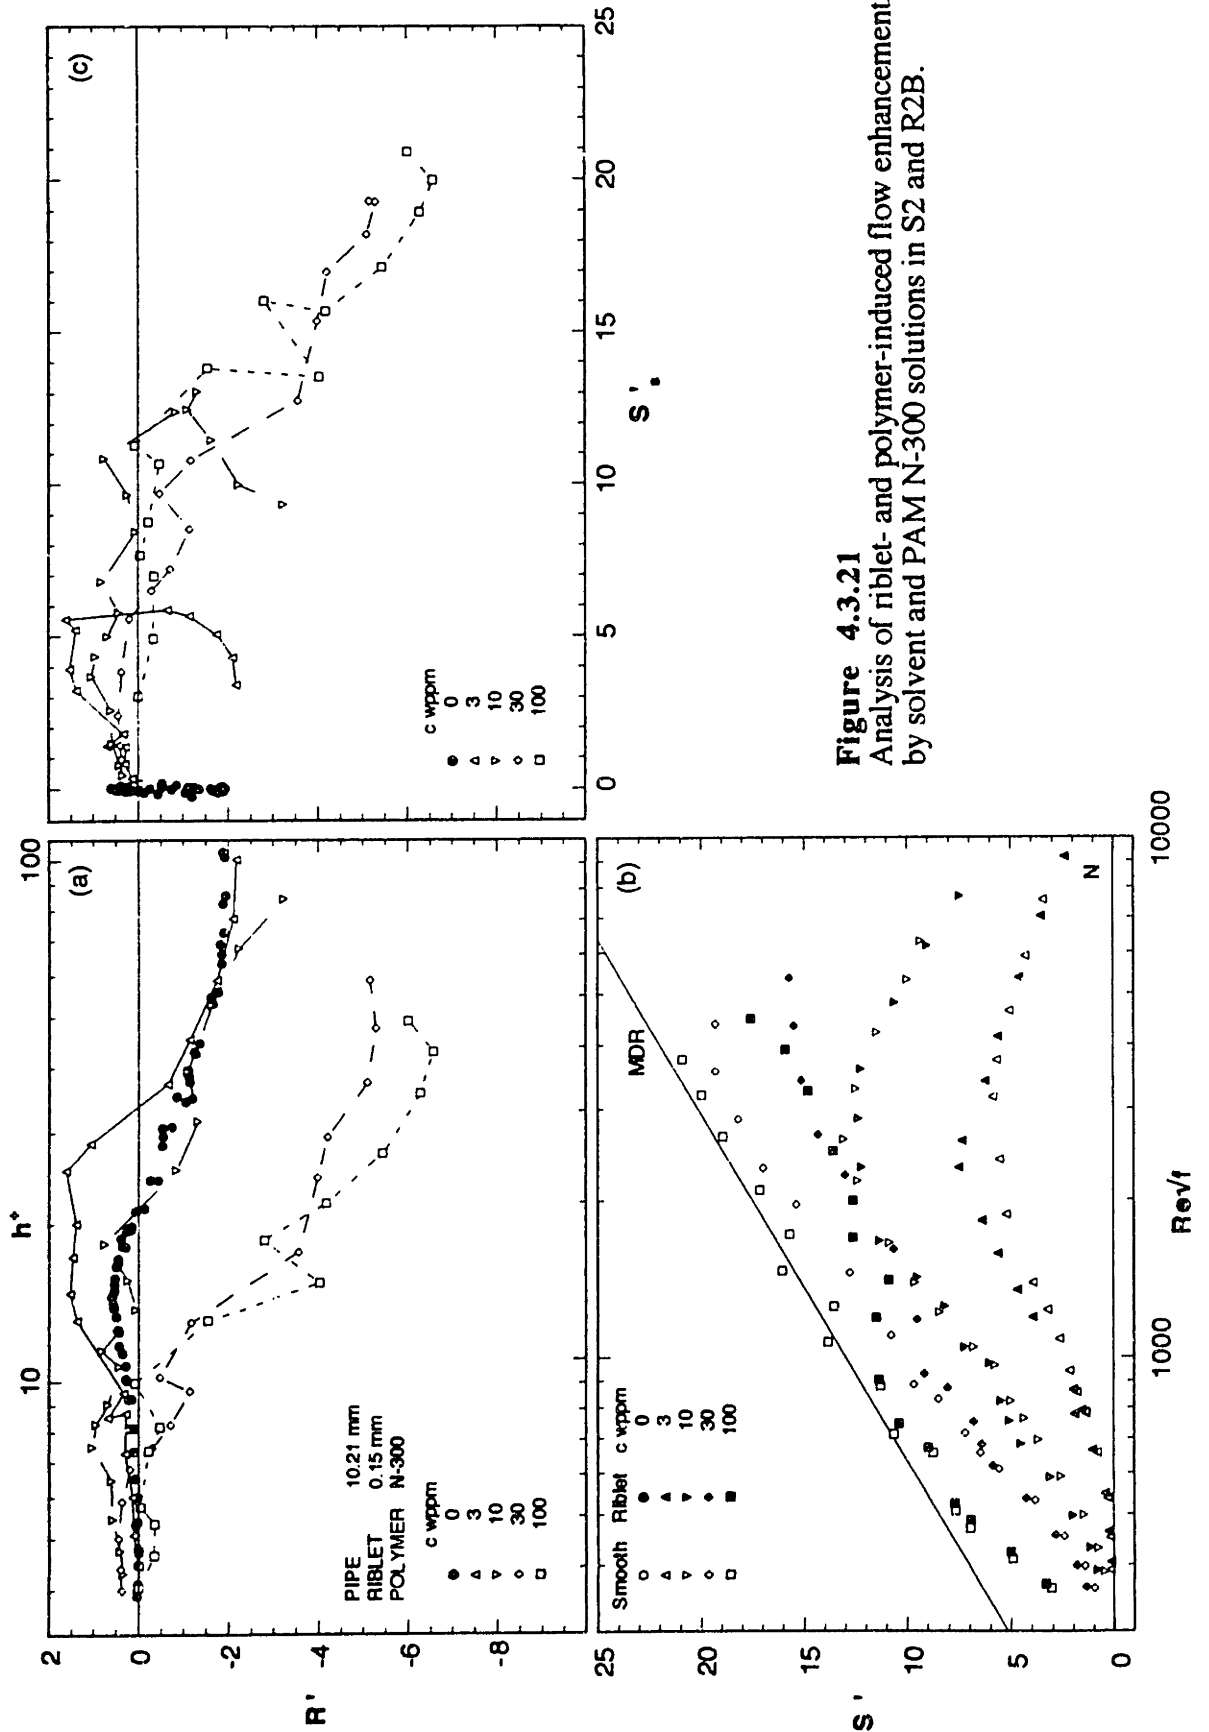 h+
10
100
(a)
2
0
-2
-4
-6
-8
R'
PIPE 10.21 mm
RIBLET 0.15 mm
POLYMER N-300
c wppm
0
3
10
30
100
(c)
c wppm
0
3
10
30
100
0
5
10
15
20
25
S'
(b)
MDR
N
Smooth Riblet c wppm
0
3
10
30
100
25
20
15
10
5
0
S'
1000
10000
Re√f
Figure 4.3.21
Analysis of riblet- and polymer-induced flow enhancement
by solvent and PAM N-300 solutions in S2 and R2B.